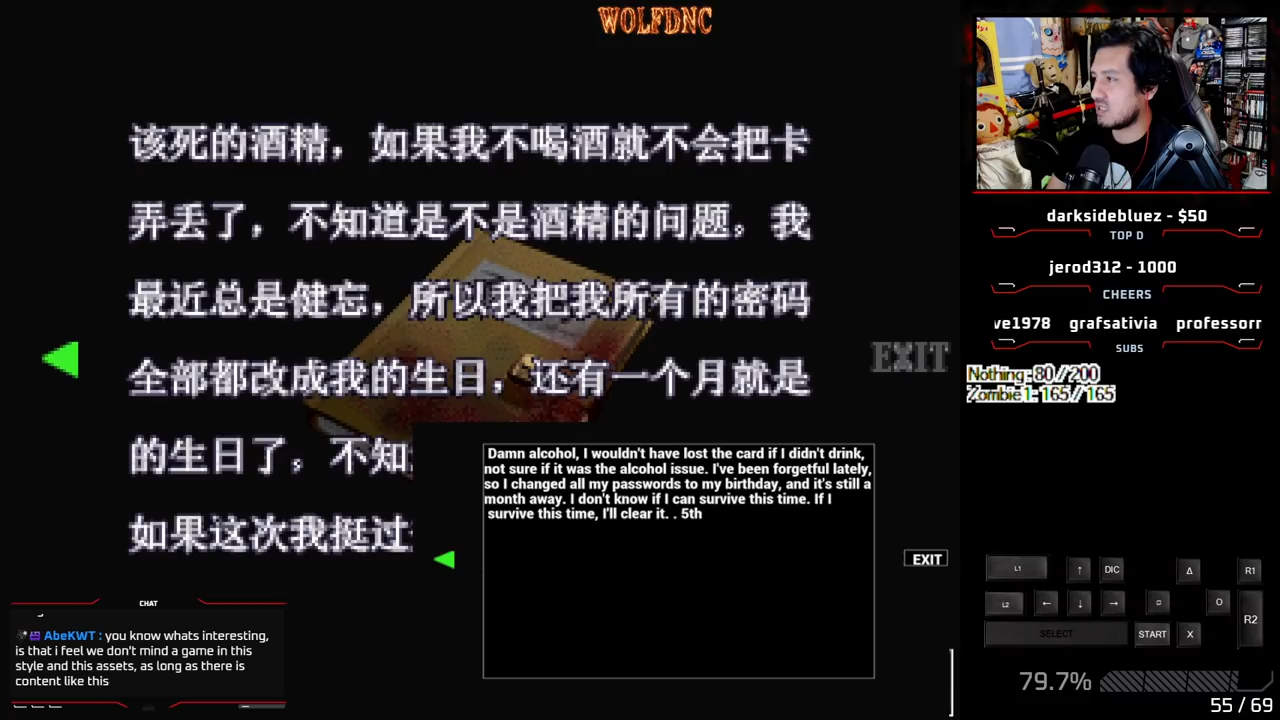 WOLFDNC
该死的酒精，如果我不喝酒就不会把卡
弄丢了，不知道是不是酒精的问题。我
最近总是健忘，所以我把我所有的密码
全部都改成我的生日，还有一个月就是
的生日了，不知
如果这次我挺过
EXIT
Damn alcohol, I wouldn't have lost the card if I didn't drink,
not sure if it was the alcohol issue. I've been forgetful lately,
so I changed all my passwords to my birthday, and it's still a
month away. I don't know if I can survive this time. If I
survive this time, I'll clear it. . 5th
EXIT
CHAT
AbeKWT : you know whats interesting,
is that i feel we don't mind a game in this
style and this assets, as long as there is
content like this
darksidebluez - $50
TOP D
jerod312 - 1000
CHEERS
ve1978 grafsativia professorr
SUBS
Nothing: 80/200
Zombie 1- 165/165
L1 ↑ DIC Δ R1
L2 ← ↓ → □ O R2
SELECT START X
79.7%
55 / 69